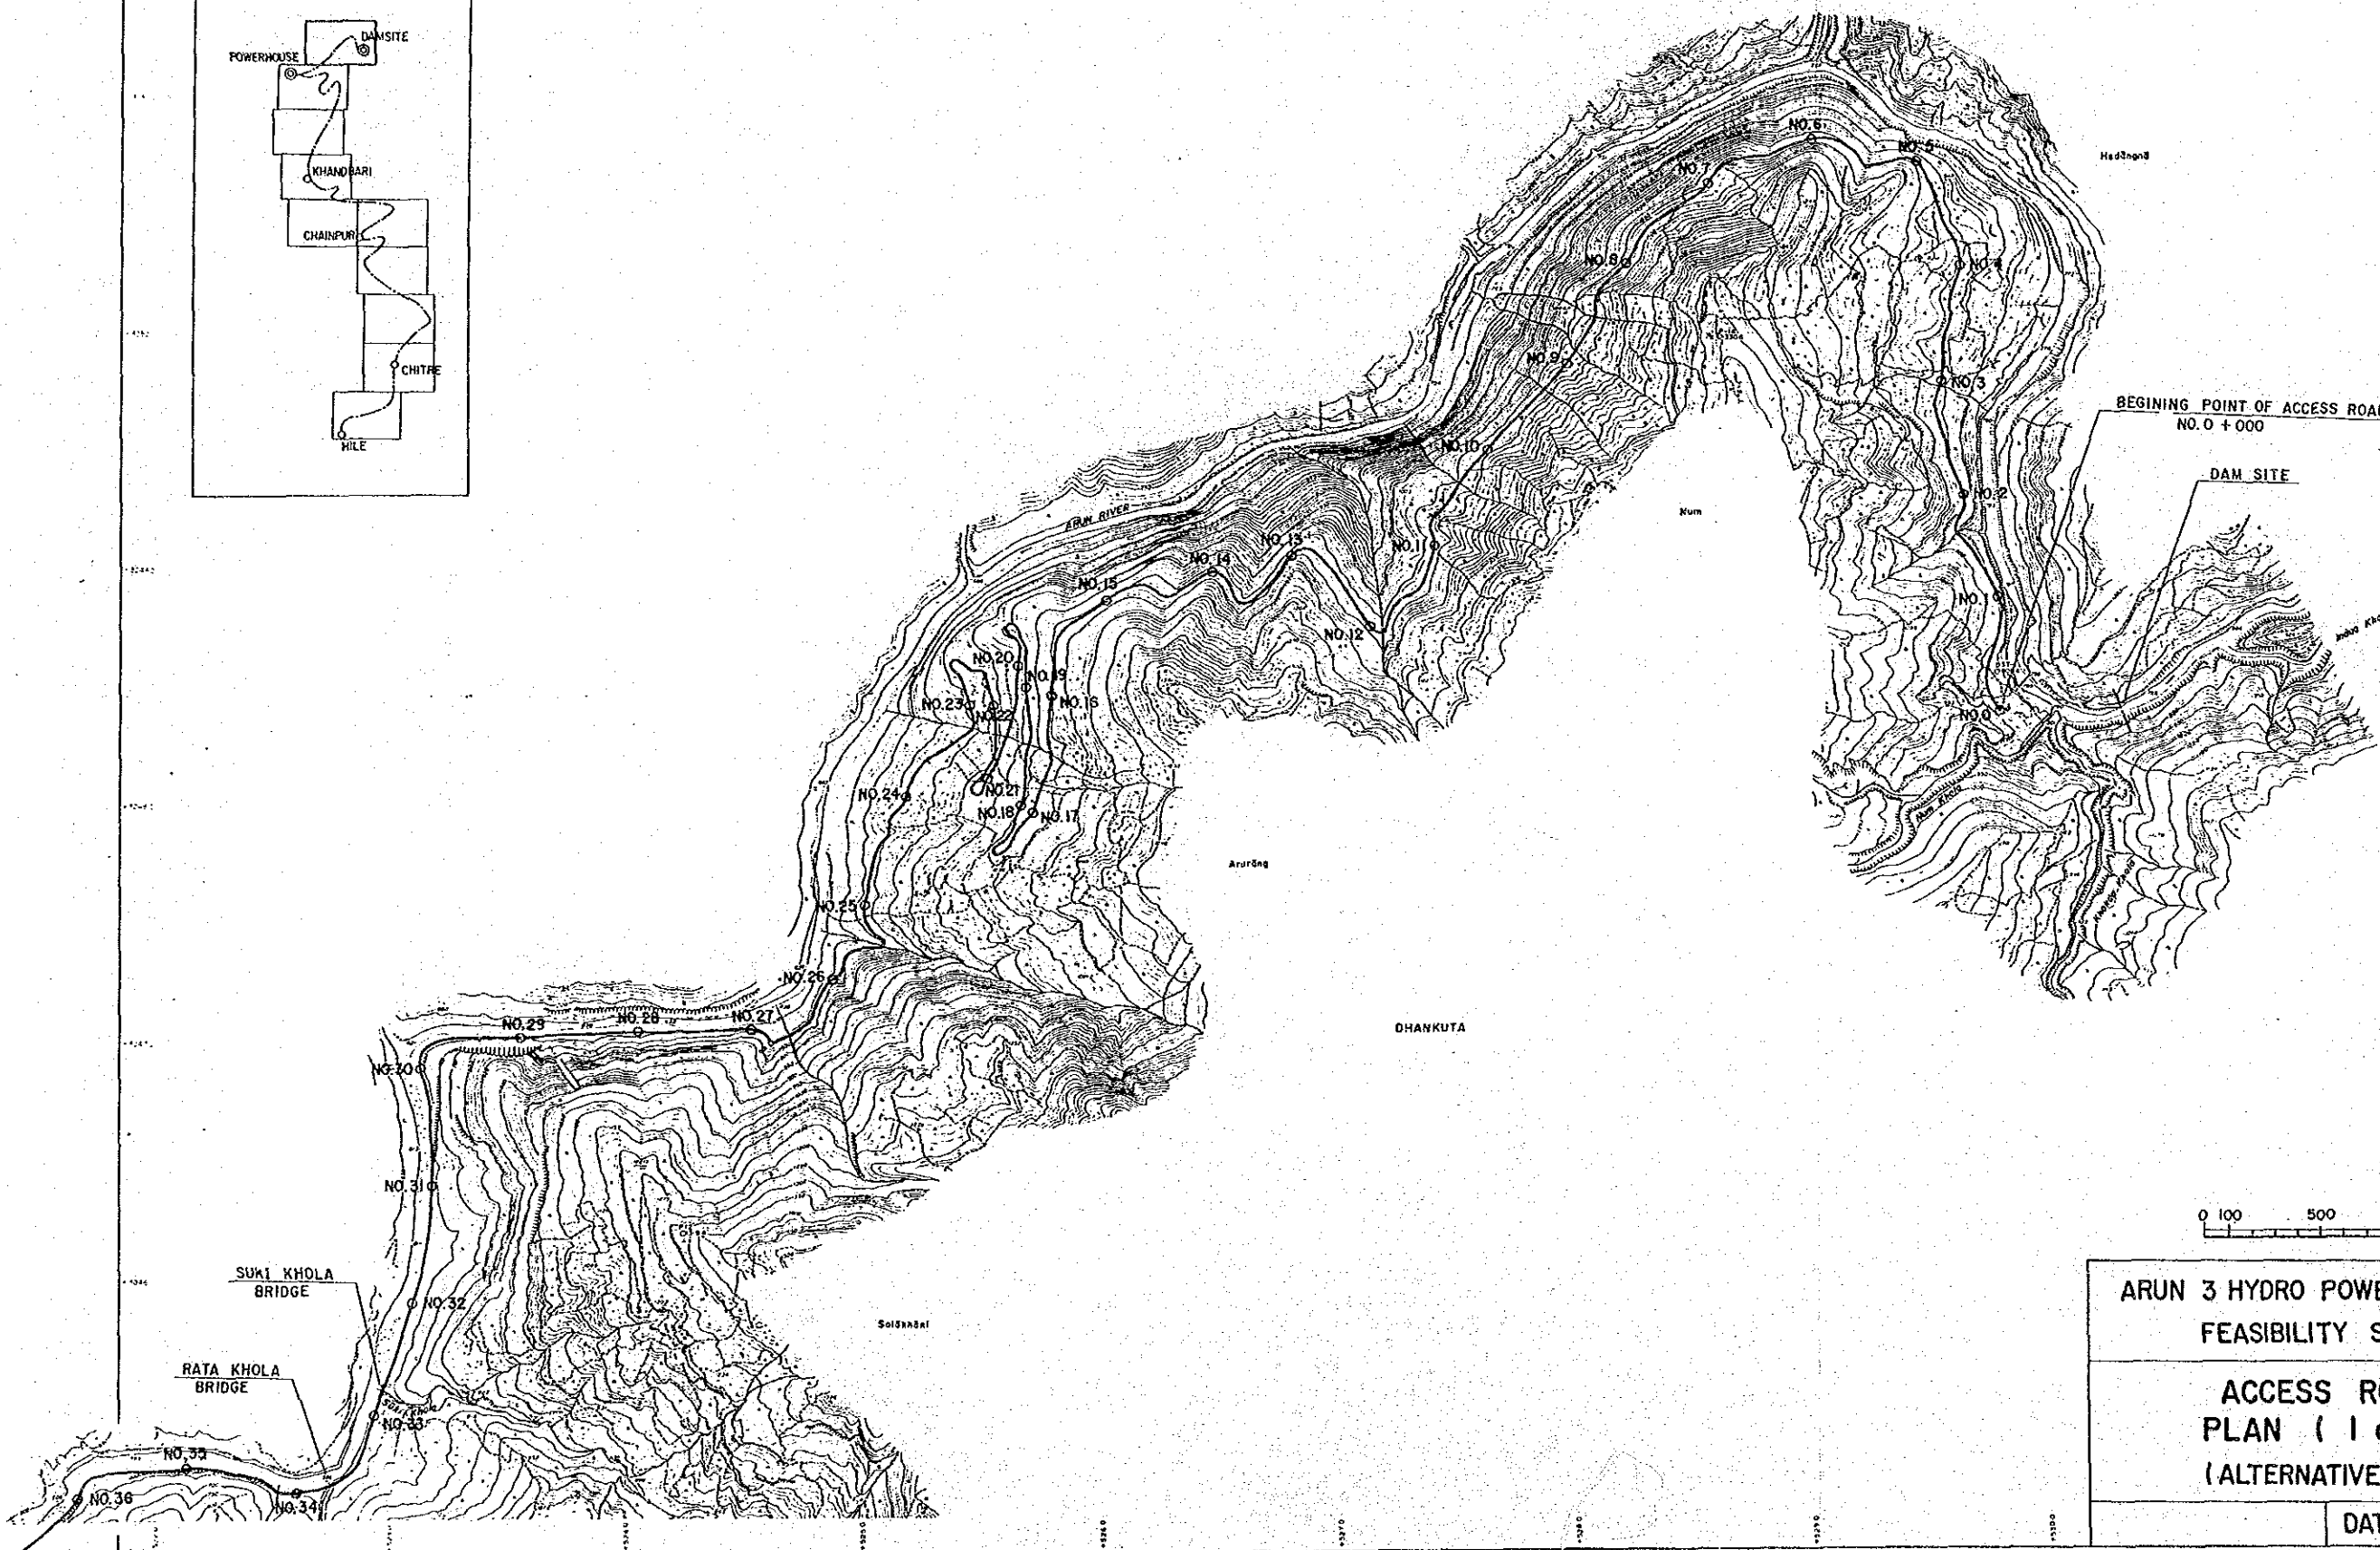 DAMSITE
POWERHOUSE
KHANDBARI
CHAINPUR
CHITRE
HILE
Hedāngnā
NO.6
NO.5
NO.7
NO.8
NO.4
NO.9
NO.3
BEGINING POINT OF ACCESS ROA
NO. 0 + 000
NO.10
DAM SITE
NO.2
ARUN RIVER
Num
NO.11
NO.13
NO.14
NO.15
NO.1
NO.12
NO.20
NO.19
NO.16
NO.23
NO.22
NO.0
NO.21
NO.24
NO.18
NO.17
Num Khola
Arurāng
NO.25
NO.26
DHANKUTA
NO.29
NO.28
NO.27
NO.30
NO.31
0 100 500
SUKI KHOLA
BRIDGE
NO.32
ARUN 3 HYDRO POWE
FEASIBILITY S
RATA KHOLA
BRIDGE
NO.33
ACCESS R
PLAN ( 1
(ALTERNATIVE
NO.35
NO.36
NO.34
DAT